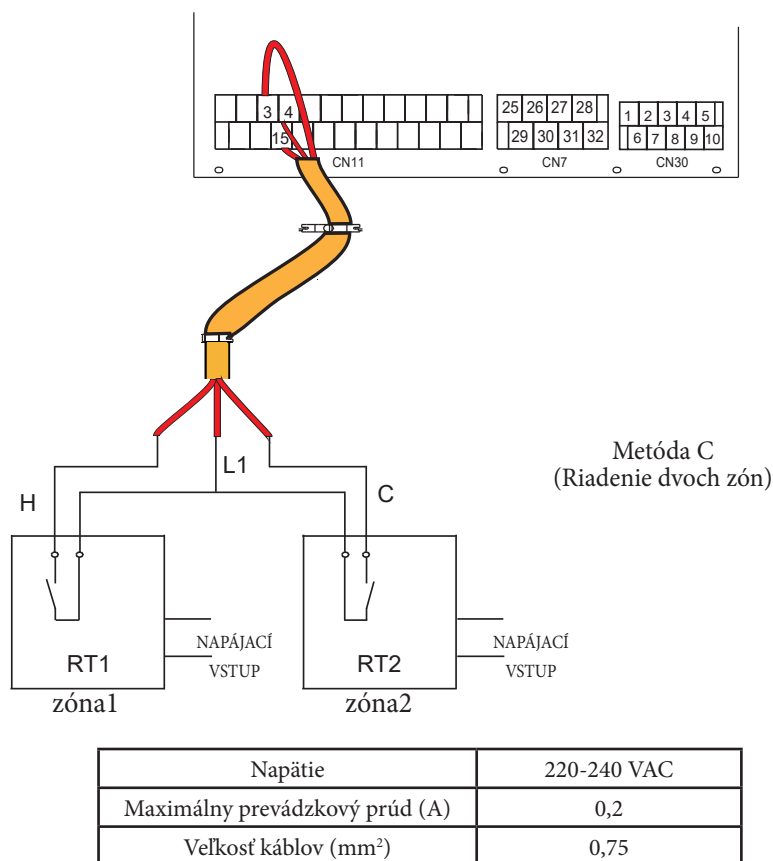 3 4
15
CN11
25 26 27 28
29 30 31 32
CN7
1 2 3 4 5
6 7 8 9 10
CN30
L1
H
C
Metóda C
(Riadenie dvoch zón)
RT1
NAPÁJACÍ
VSTUP
zóna1
RT2
NAPÁJACÍ
VSTUP
zóna2
Napätie 220-240 VAC
Maximálny prevádzkový prúd (A) 0,2
Veľkosť káblov (mm²) 0,75